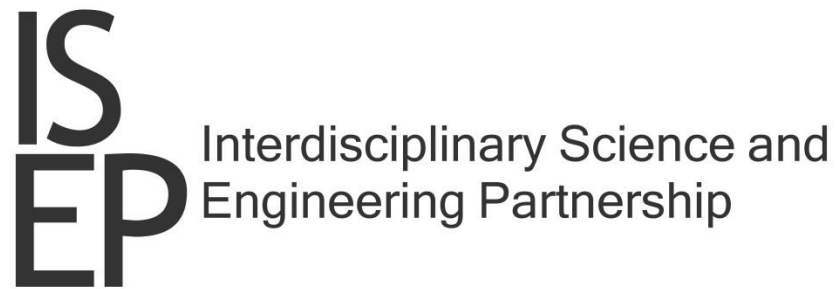 IS
EP
Interdisciplinary Science and
Engineering Partnership